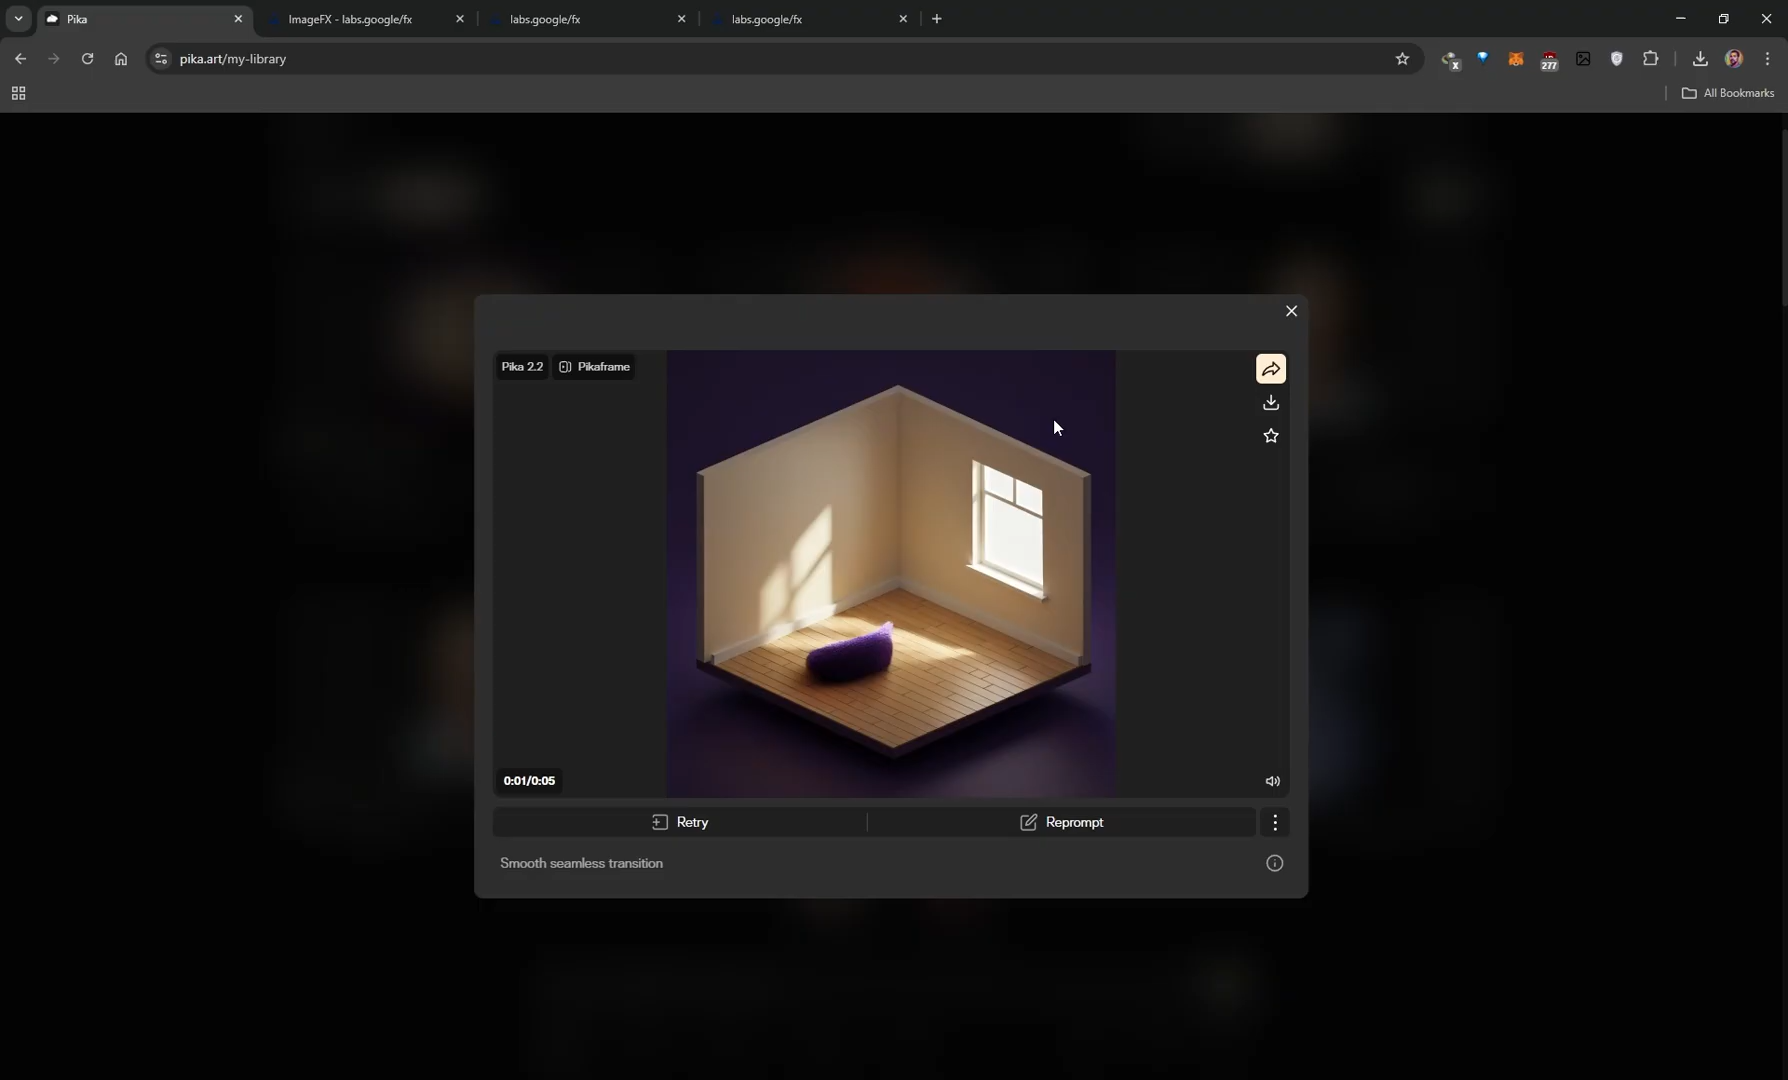 Pika
ImageFX - labs.google/fx
labs.google/fx
labs.google/fx
pika.art/my-library
277
All Bookmarks
Pika 2.2
Pikaframe
0:01/0:05
Retry
Reprompt
Smooth seamless transition